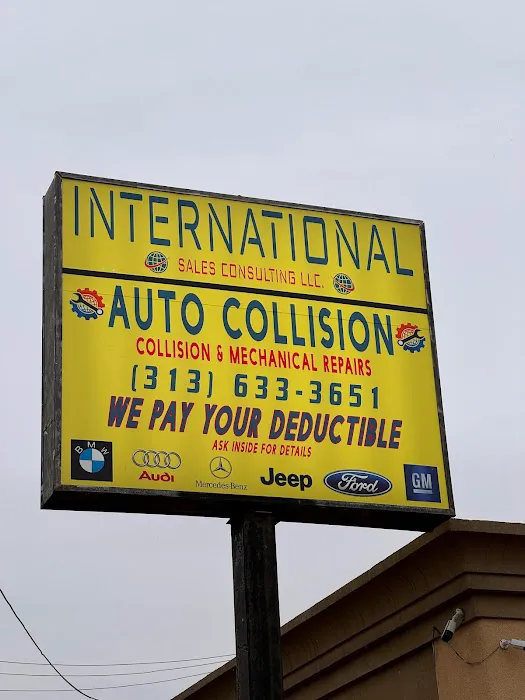 INTERNATIONAL
SALES CONSULTING LLC.
AUTO COLLISION
COLLISION & MECHANICAL REPAIRS
(313) 633-3651
WE PAY YOUR DEDUCTIBLE
ASK INSIDE FOR DETAILS
BMW Audi Mercedes-Benz Jeep Ford GM